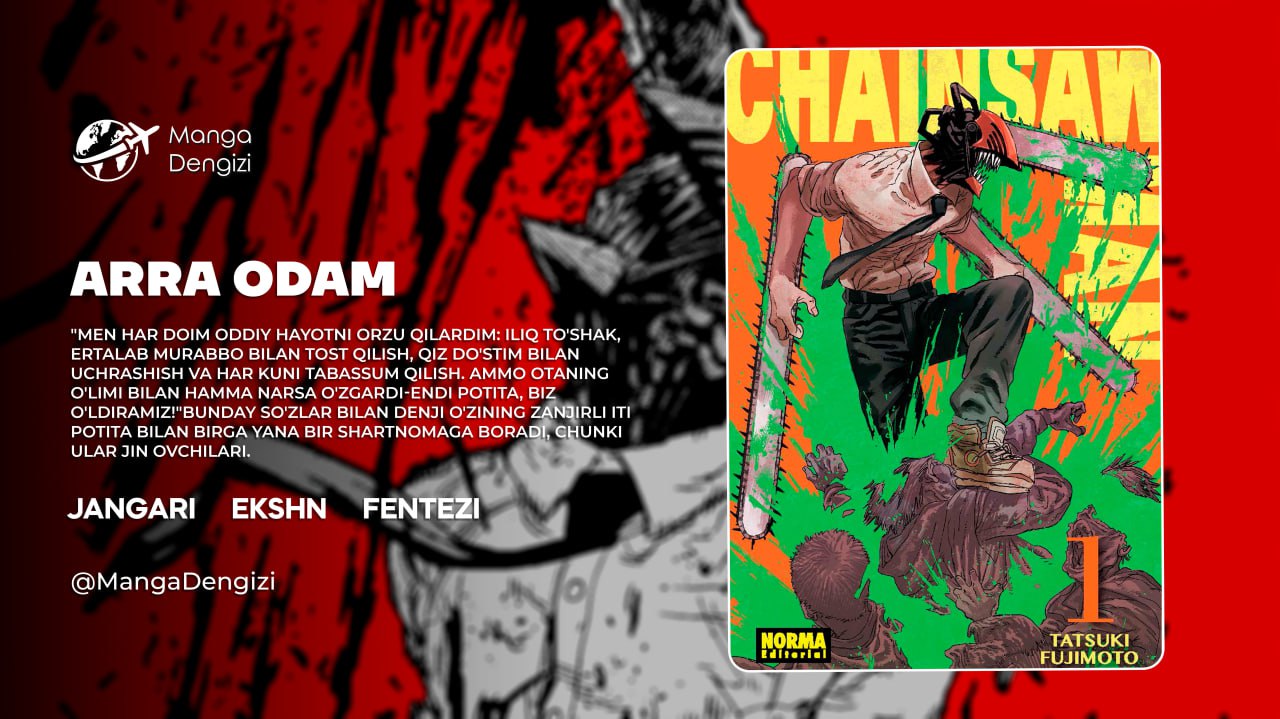 Manga
Dengizi
ARRA ODAM
"MEN HAR DOIM ODDIY HAYOTNI ORZU QILARDIM: ILIQ TO'SHAK,
ERTALAB MURABBO BILAN TOST QILISH, QIZ DO'STIM BILAN
UCHRASHISH VA HAR KUNI TABASSUM QILISH. AMMO OTANING
O'LIMI BILAN HAMMA NARSA O'ZGARDI-ENDI POTITA, BIZ
O'LDIRAMIZ!"BUNDAY SO'ZLAR BILAN DENJI O'ZINING ZANJIRLI ITI
POTITA BILAN BIRGA YANA BIR SHARTNOMAGA BORADI, CHUNKI
ULAR JIN OVCHILARI.
JANGARI EKSHN FENTEZI
@MangaDengizi
CHAINSAW
MAN
1
TATSUKI
FUJIMOTO
NORMA
Editorial